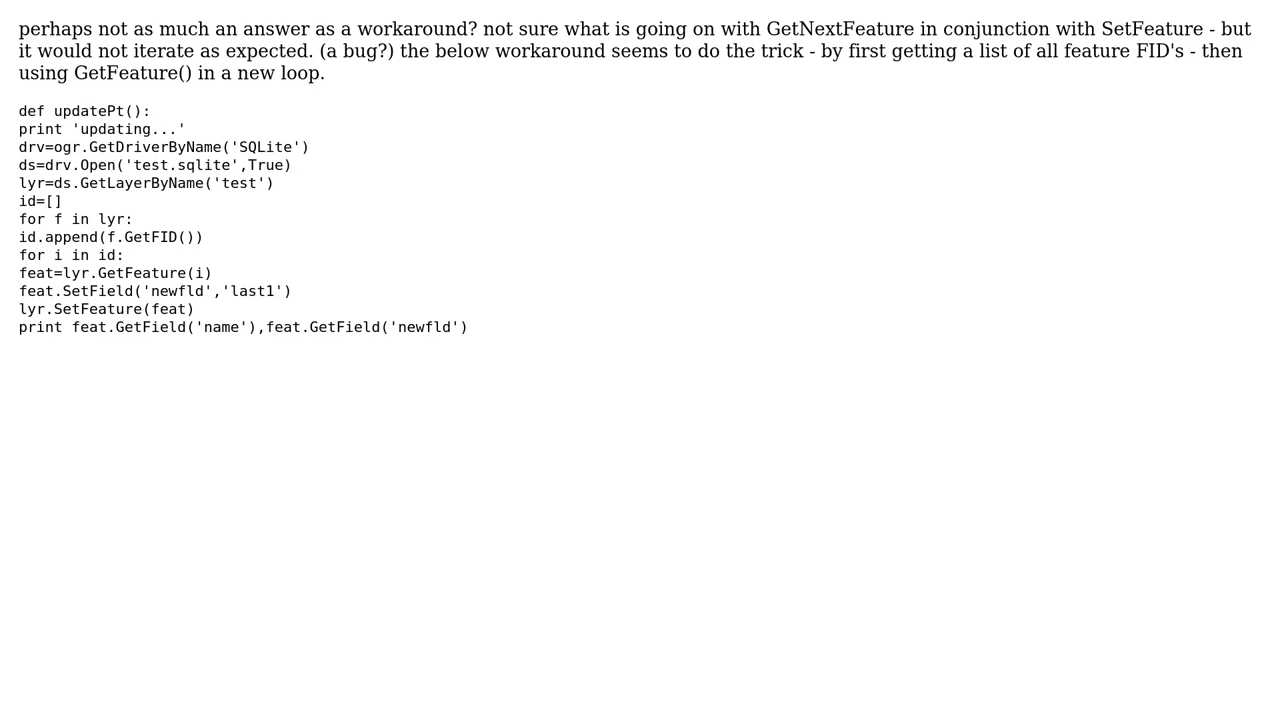 perhaps not as much an answer as a workaround? not sure what is going on with GetNextFeature in conjunction with SetFeature - but
it would not iterate as expected. (a bug?) the below workaround seems to do the trick - by first getting a list of all feature FID's - then
using GetFeature() in a new loop.
def updatePt():
print 'updating...'
drv=ogr.GetDriverByName('SQLite')
ds=drv.Open('test.sqlite',True)
lyr=ds.GetLayerByName('test')
id=[]
for f in lyr:
id.append(f.GetFID())
for i in id:
feat=lyr.GetFeature(i)
feat.SetField('newfld','last1')
lyr.SetFeature(feat)
print feat.GetField('name'),feat.GetField('newfld')